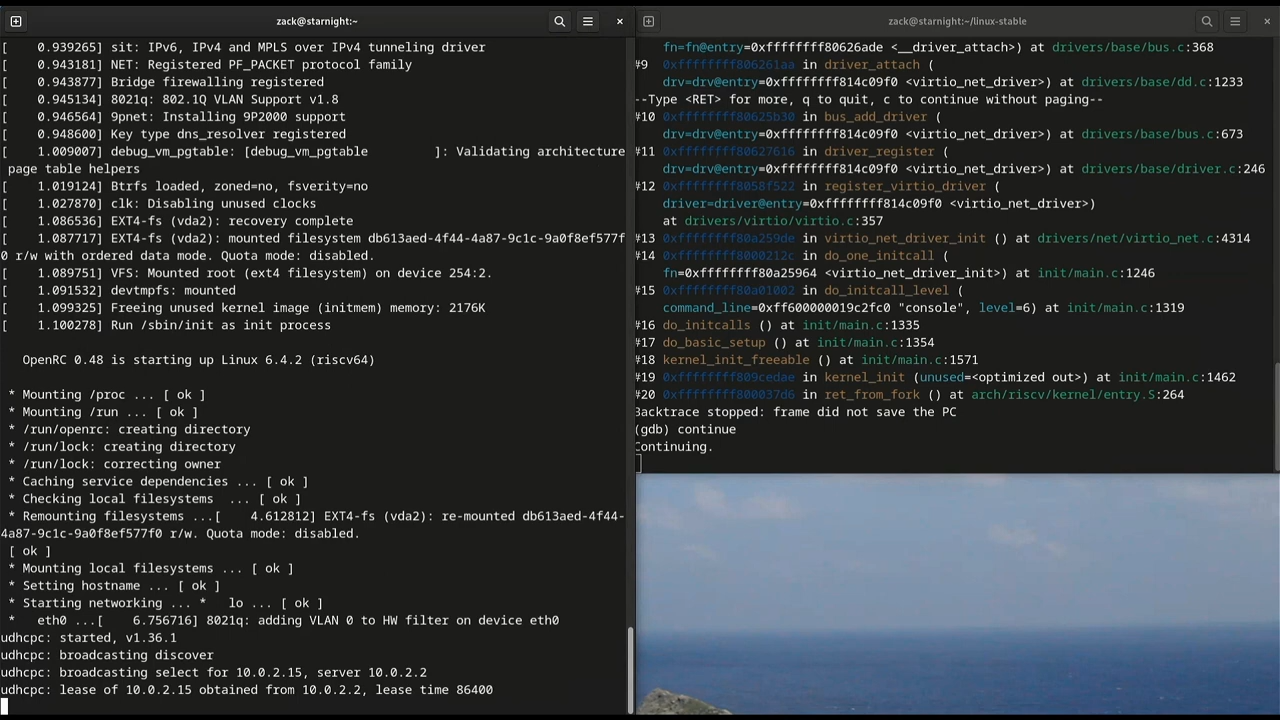 zack@starnight:~
[    0.939265] sit: IPv6, IPv4 and MPLS over IPv4 tunneling driver
[    0.943181] NET: Registered PF_PACKET protocol family
[    0.943877] Bridge firewalling registered
[    0.945134] 8021q: 802.1Q VLAN Support v1.8
[    0.946564] 9pnet: Installing 9P2000 support
[    0.948600] Key type dns_resolver registered
[    1.009007] debug_vm_pgtable: [debug_vm_pgtable         ]: Validating architecture
 page table helpers
[    1.019124] Btrfs loaded, zoned=no, fsverity=no
[    1.027870] clk: Disabling unused clocks
[    1.086536] EXT4-fs (vda2): recovery complete
[    1.087717] EXT4-fs (vda2): mounted filesystem db613aed-4f44-4a87-9c1c-9a0f8ef577f
0 r/w with ordered data mode. Quota mode: disabled.
[    1.089751] VFS: Mounted root (ext4 filesystem) on device 254:2.
[    1.091532] devtmpfs: mounted
[    1.099325] Freeing unused kernel image (initmem) memory: 2176K
[    1.100278] Run /sbin/init as init process
   OpenRC 0.48 is starting up Linux 6.4.2 (riscv64)
 * Mounting /proc ... [ ok ]
 * Mounting /run ... [ ok ]
 * /run/openrc: creating directory
 * /run/lock: creating directory
 * /run/lock: correcting owner
 * Caching service dependencies ... [ ok ]
 * Checking local filesystems  ... [ ok ]
 * Remounting filesystems ...[    4.612812] EXT4-fs (vda2): re-mounted db613aed-4f44-
4a87-9c1c-9a0f8ef577f0 r/w. Quota mode: disabled.
 [ ok ]
 * Mounting local filesystems ... [ ok ]
 * Setting hostname ... [ ok ]
 * Starting networking ... *   lo ... [ ok ]
 *   eth0 ...[    6.756716] 8021q: adding VLAN 0 to HW filter on device eth0
udhcpc: started, v1.36.1
udhcpc: broadcasting discover
udhcpc: broadcasting select for 10.0.2.15, server 10.0.2.2
udhcpc: lease of 10.0.2.15 obtained from 10.0.2.2, lease time 86400
zack@starnight:~/linux-stable
    fn=fn@entry=0xffffffff80626ade <__driver_attach>) at drivers/base/bus.c:368
#9  0xffffffff806261aa in driver_attach (
    drv=drv@entry=0xffffffff814c09f0 <virtio_net_driver>) at drivers/base/dd.c:1233
--Type <RET> for more, q to quit, c to continue without paging--
#10 0xffffffff80625b30 in bus_add_driver (
    drv=drv@entry=0xffffffff814c09f0 <virtio_net_driver>) at drivers/base/bus.c:673
#11 0xffffffff80627616 in driver_register (
    drv=drv@entry=0xffffffff814c09f0 <virtio_net_driver>) at drivers/base/driver.c:246
#12 0xffffffff8058f522 in register_virtio_driver (
    driver=driver@entry=0xffffffff814c09f0 <virtio_net_driver>)
    at drivers/virtio/virtio.c:357
#13 0xffffffff80a259de in virtio_net_driver_init () at drivers/net/virtio_net.c:4314
#14 0xffffffff8000212c in do_one_initcall (
    fn=0xffffffff80a25964 <virtio_net_driver_init>) at init/main.c:1246
#15 0xffffffff80a01002 in do_initcall_level (
    command_line=0xff600000019c2fc0 "console", level=6) at init/main.c:1319
#16 do_initcalls () at init/main.c:1335
#17 do_basic_setup () at init/main.c:1354
#18 kernel_init_freeable () at init/main.c:1571
#19 0xffffffff809cedae in kernel_init (unused=<optimized out>) at init/main.c:1462
#20 0xffffffff800037d6 in ret_from_fork () at arch/riscv/kernel/entry.S:264
Backtrace stopped: frame did not save the PC
(gdb) continue
Continuing.